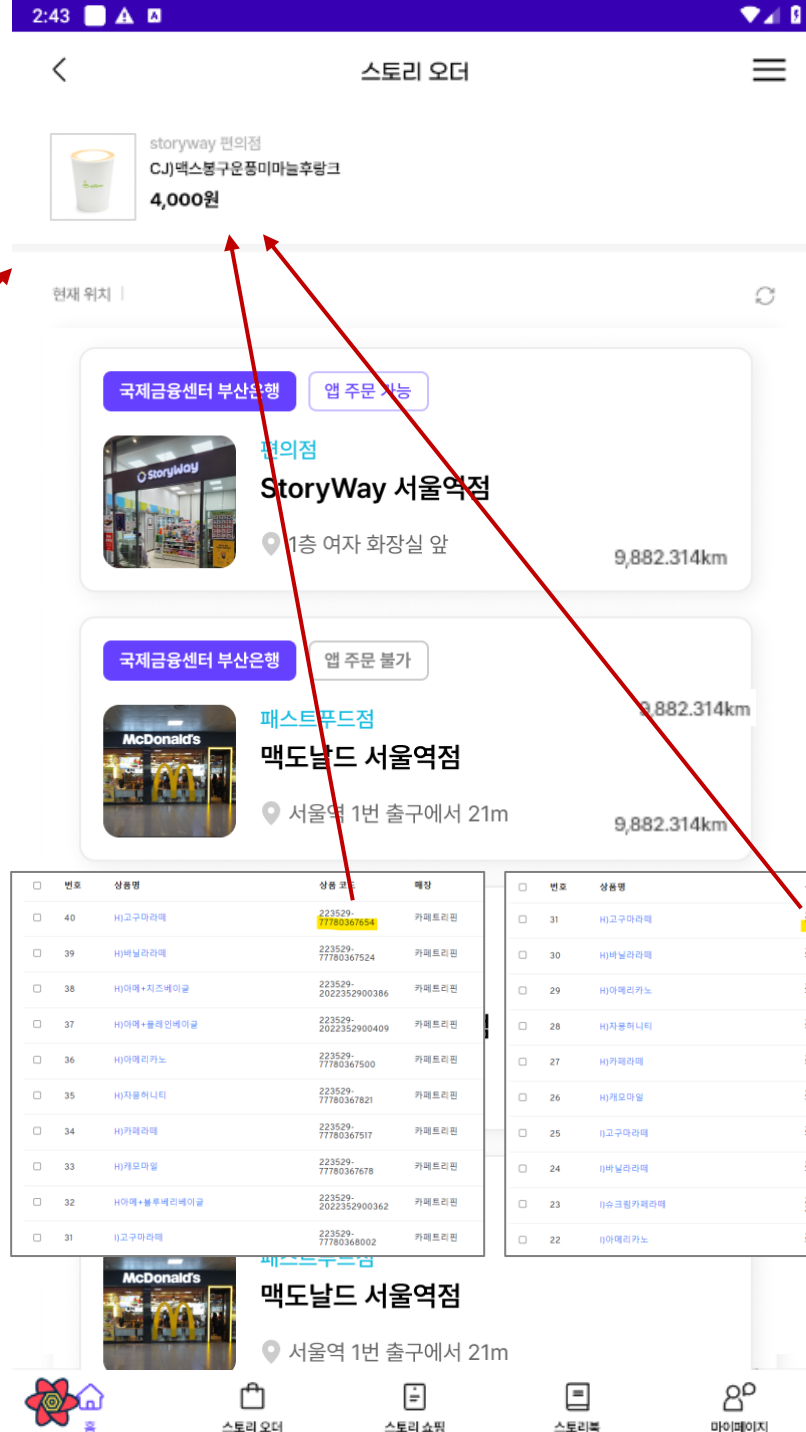 2:43
스토리 오더
storyway 편의점
CJ)맥스봉구운풍미마늘후랑크
4,000원
현재 위치
국제금융센터 부산은행
앱 주문 가능
StoryWay
편의점
StoryWay 서울역점
1층 여자 화장실 앞
9,882.314km
국제금융센터 부산은행
앱 주문 불가
9,882.314km
McDonald's
패스트푸드점
맥도날드 서울역점
서울역 1번 출구에서 21m
9,882.314km
번호 상품명 상품 코드 매장
40 H)고구마라떼 223529-77780367654 카페트리핀
39 H)바닐라라떼 223529-77780367524 카페트리핀
38 H)아메+치즈베이글 223529-2022352900386 카페트리핀
37 H)아메+플레인베이글 223529-2022352900409 카페트리핀
36 H)아메리카노 223529-77780367500 카페트리핀
35 H)자몽허니티 223529-77780367821 카페트리핀
34 H)카페라떼 223529-77780367517 카페트리핀
33 H)캐모마일 223529-77780367678 카페트리핀
32 H아메+블루베리베이글 223529-2022352900362 카페트리핀
31 I)고구마라떼 223529-77780368002 카페트리핀
번호 상품명
31 H)고구마라떼
30 H)바닐라라떼
29 H)아메리카노
28 H)자몽허니티
27 H)카페라떼
26 H)캐모마일
25 I)고구마라떼
24 I)바닐라라떼
23 I)슈크림카페라떼
22 I)아메리카노
McDonald's
패스트푸드점
맥도날드 서울역점
서울역 1번 출구에서 21m
홈
스토리 오더
스토리 쇼핑
스토리북
마이페이지